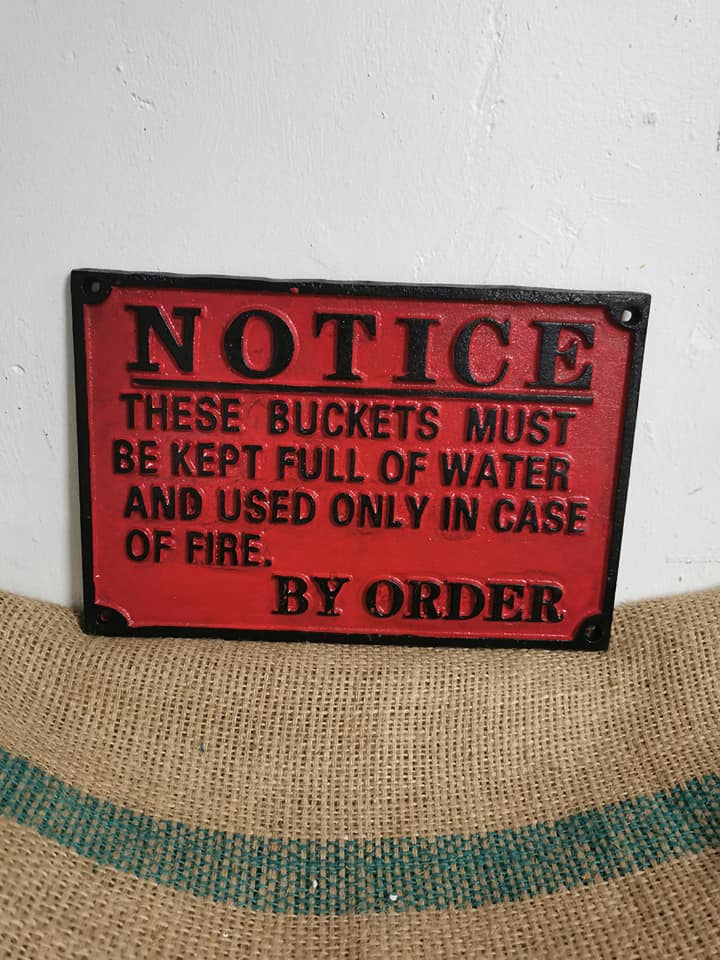 NOTICE
THESE BUCKETS MUST
BE KEPT FULL OF WATER
AND USED ONLY IN CASE
OF FIRE.
BY ORDER